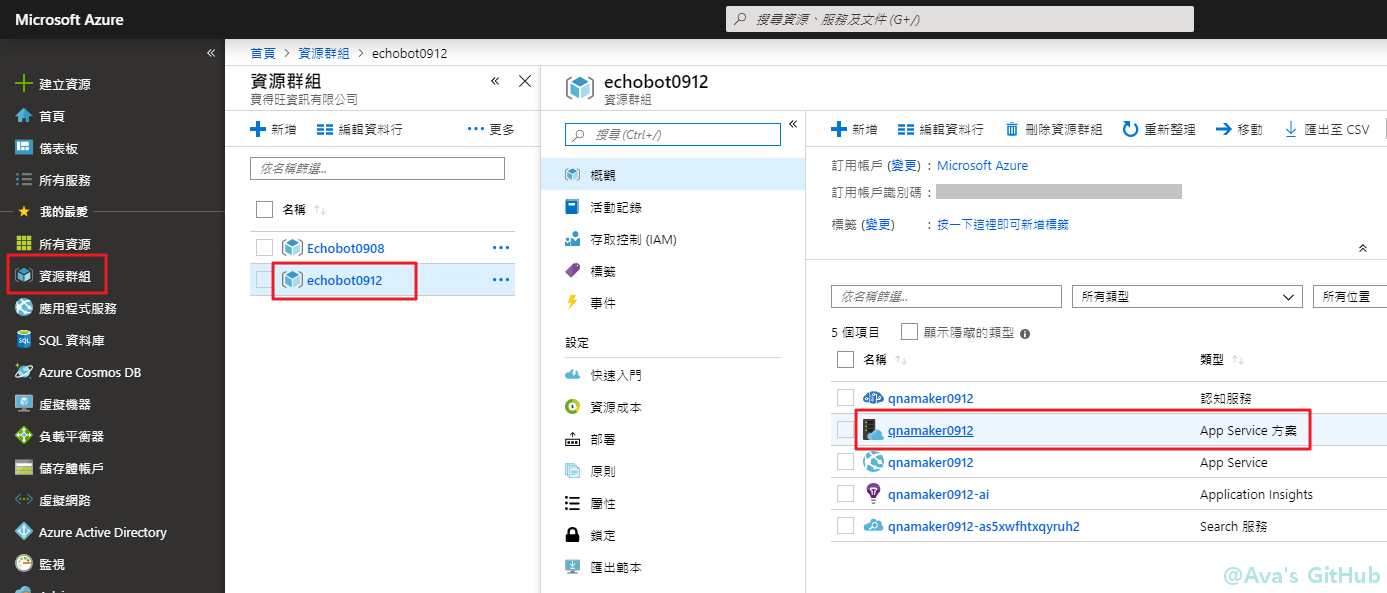 Microsoft Azure
搜尋資源、服務及文件 (G+/)
«
建立資源
首頁
儀表板
所有服務
我的最愛
所有資源
資源群組
應用程式服務
SQL 資料庫
Azure Cosmos DB
虛擬機器
負載平衡器
儲存體帳戶
虛擬網路
Azure Active Directory
監視
首頁 > 資源群組 > echobot0912
資源群組
寶得旺資訊有限公司
新增 編輯資料行 ··· 更多
依名稱篩選...
名稱 ↑↓
Echobot0908 ···
echobot0912 ···
echobot0912
資源群組
搜尋 (Ctrl+/)
概觀
活動記錄
存取控制 (IAM)
標籤
事件
設定
快速入門
資源成本
部署
原則
屬性
鎖定
匯出範本
新增 編輯資料行 刪除資源群組 重新整理 移動 匯出至 CSV
訂用帳戶 (變更) : Microsoft Azure
訂用帳戶識別碼 :
標籤 (變更) : 按一下這裡即可新增標籤
依名稱篩選... 所有類型 所有位置
5 個項目 顯示隱藏的類型
名稱 ↑↓ 類型 ↑↓
qnamaker0912 認知服務
qnamaker0912 App Service 方案
qnamaker0912 App Service
qnamaker0912-ai Application Insights
qnamaker0912-as5xwfhtxqyruh2 Search 服務
@Ava's GitHub